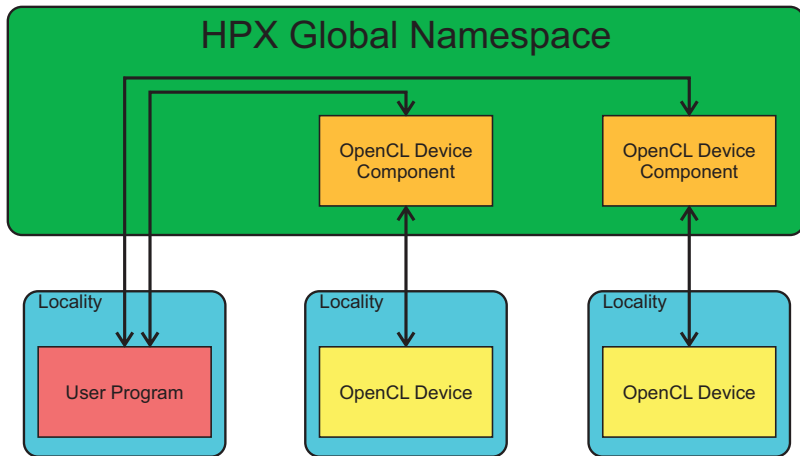 HPX Global Namespace
OpenCL Device
Component
OpenCL Device
Component
Locality
Locality
Locality
User Program
OpenCL Device
OpenCL Device